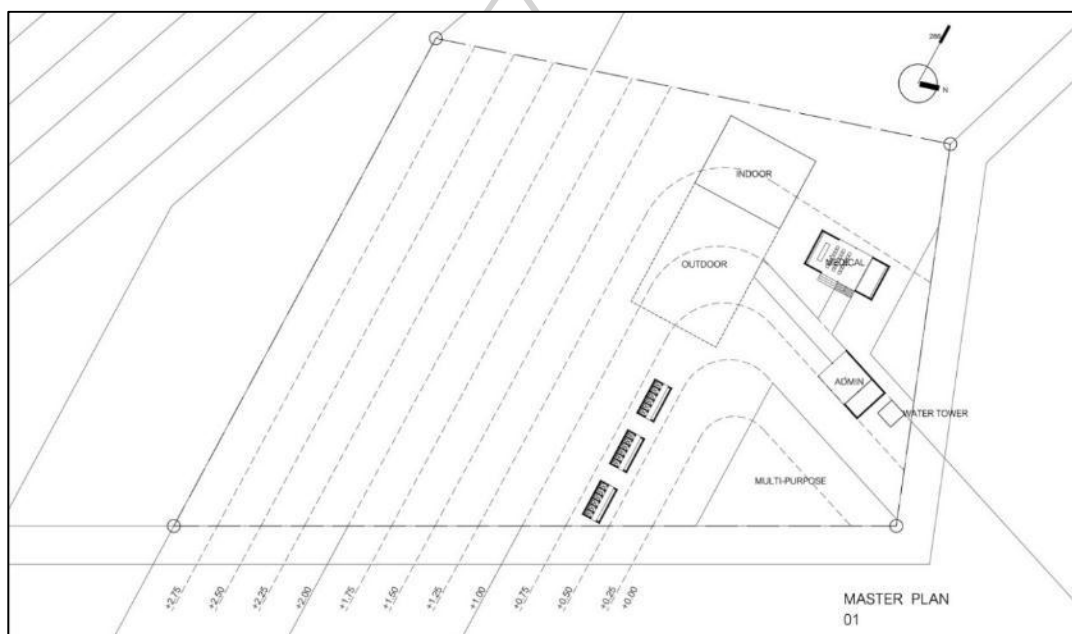 N
INDOOR
OUTDOOR
MEDICAL
ADMIN
WATER TOWER
MULTI-PURPOSE
+2.75
+2.50
+2.25
+2.00
+1.75
+1.50
+1.25
+1.00
+0.75
+0.50
+0.25
+0.00
MASTER PLAN
01